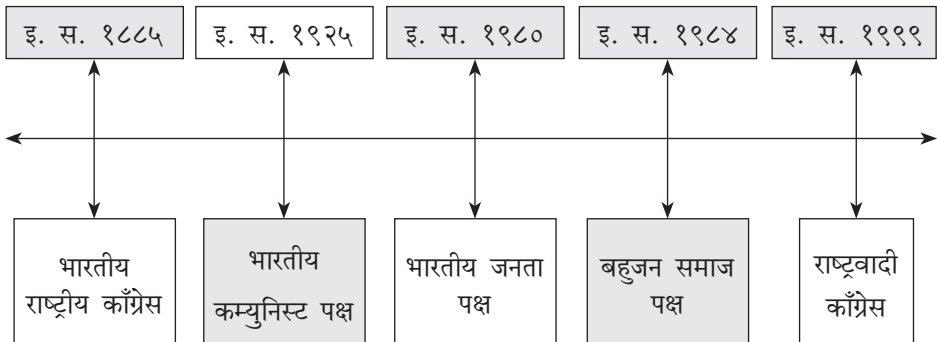 इ. स. १८८५
इ. स. १९२५
इ. स. १९८०
इ. स. १९८४
इ. स. १९९९
भारतीय
राष्ट्रीय काँग्रेस
भारतीय
कम्युनिस्ट पक्ष
भारतीय जनता
पक्ष
बहुजन समाज
पक्ष
राष्ट्रवादी
काँग्रेस